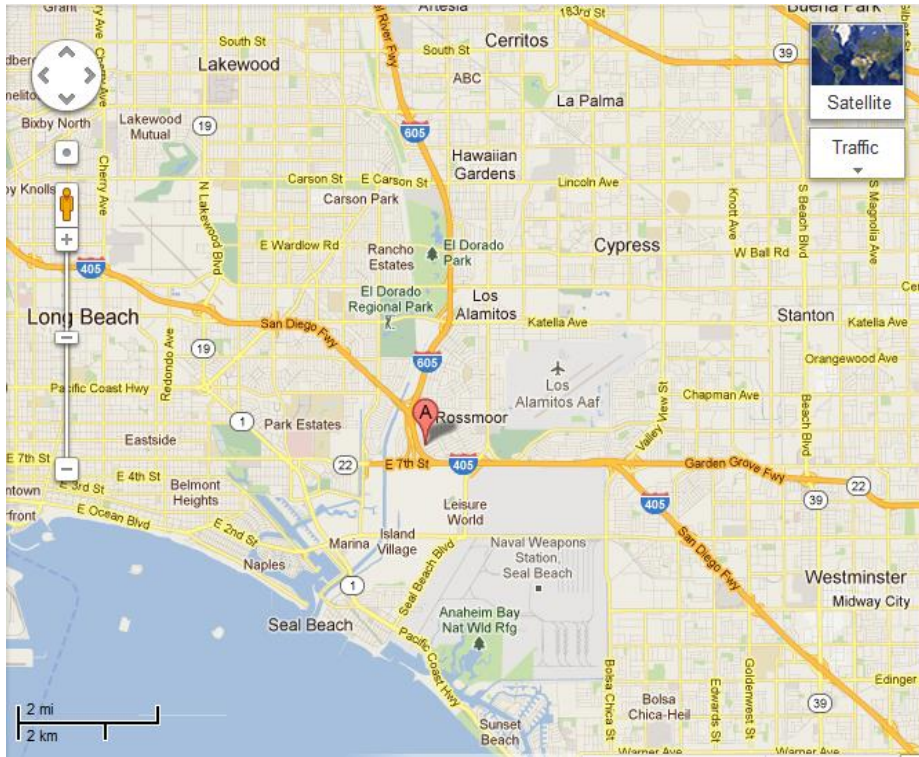 Grant
Artesia
183rd St
Buena Park
South St
South St
Cerritos
39
Lakewood
ABC
La Palma
Satellite
Bixby North
Lakewood
Mutual
19
605
Traffic
Hawaiian
Gardens
Carson St
E Carson St
Lincoln Ave
Carson Park
Cherry Ave
N Lakewood Blvd
Knott Ave
S Beach Blvd
S Magnolia Ave
E Wardlow Rd
Rancho
Estates
El Dorado
Park
Cypress
W Ball Rd
405
El Dorado
Regional Park
Los
Alamitos
Long Beach
San Diego Fwy
Katella Ave
Stanton
Katella Ave
Redondo Ave
19
605
Los
Alamitos Aaf
Orangewood Ave
Pacific Coast Hwy
Chapman Ave
1
A
Rossmoor
Park Estates
Valley View St
Beach Blvd
Eastside
E 7th St
22
E 7th St
405
Garden Grove Fwy
E 4th St
E 3rd St
Belmont
Heights
39
22
405
E Ocean Blvd
E 2nd St
Leisure
World
San Diego Fwy
Marina
Island
Village
Naval Weapons
Station,
Seal Beach
Naples
1
Seal Beach Blvd
Westminster
Midway City
Seal Beach
Anaheim Bay
Nat Wld Rfg
Pacific Coast Hwy
Bolsa Chica St
Edwards St
Goldenwest St
Edinger
2 mi
2 km
Bolsa
Chica-Heil
39
Sunset
Beach
Warner Ave
Warner Ave